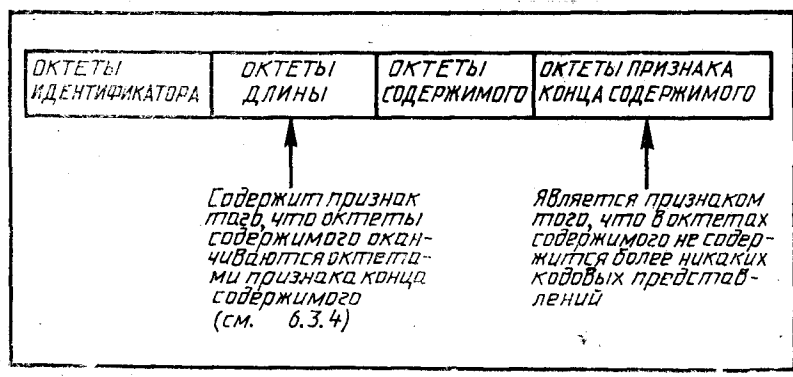 ОКТЕТЫ ИДЕНТИФИКАТОРА
ОКТЕТЫ ДЛИНЫ
ОКТЕТЫ СОДЕРЖИМОГО
ОКТЕТЫ ПРИЗНАКА КОНЦА СОДЕРЖИМОГО
Содержит признак
того, что октеты
содержимого окан-
чиваются октета-
ми признака конца
содержимого
(см. 6.3.4)
Является признаком
того, что в октетах
содержимого не содер-
жится более никаких
кодовых представ-
лений